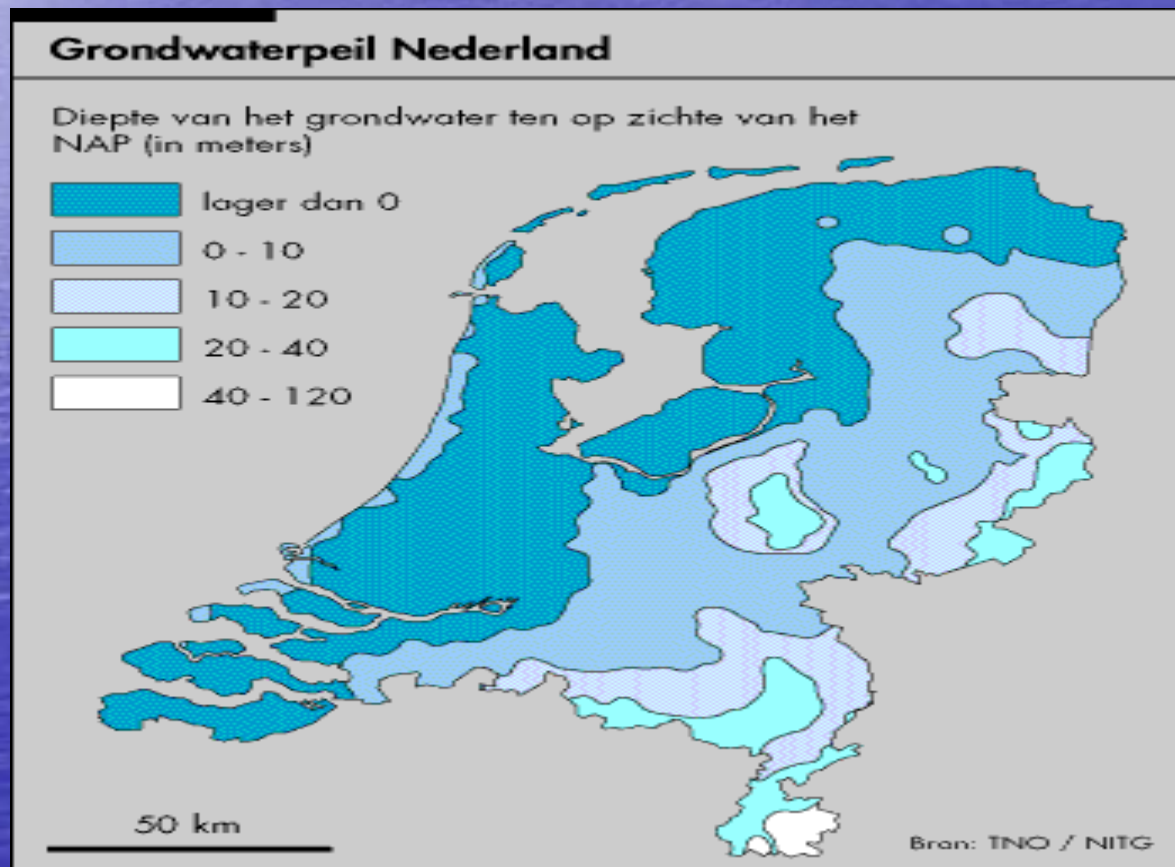 Grondwaterpeil Nederland
Diepte van het grondwater ten op zichte van het
NAP (in meters)
lager dan 0
0 - 10
10 - 20
20 - 40
40 - 120
50 km
Bron: TNO / NITG